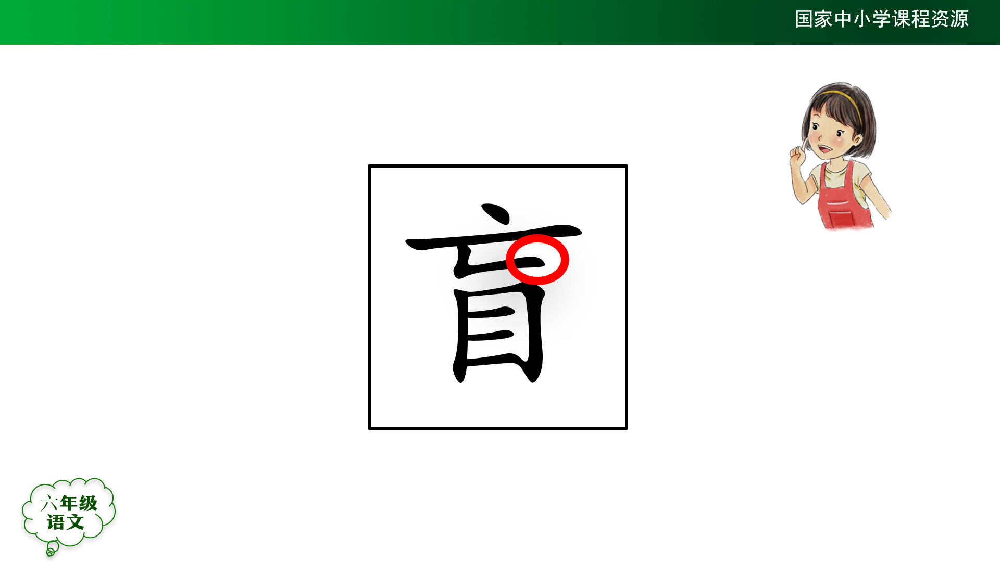 国家中小学课程资源
盲
六年级
语文